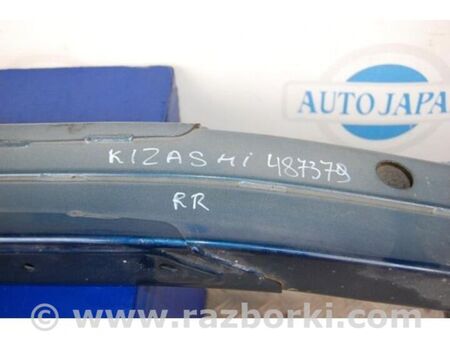 AUTO JAPA
KIZASHI 487379
RR
www.razborki.com